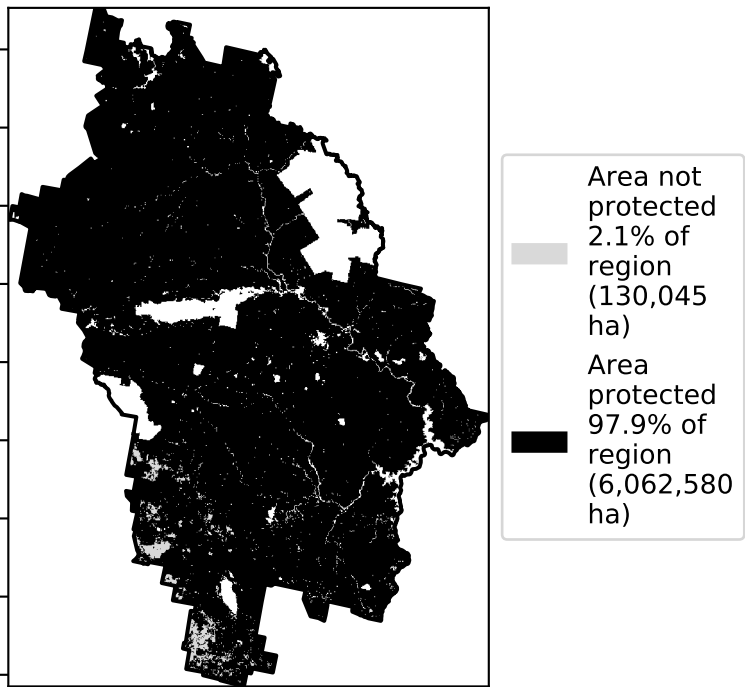 Area not
protected
2.1% of
region
(130,045
ha)
Area
protected
97.9% of
region
(6,062,580
ha)